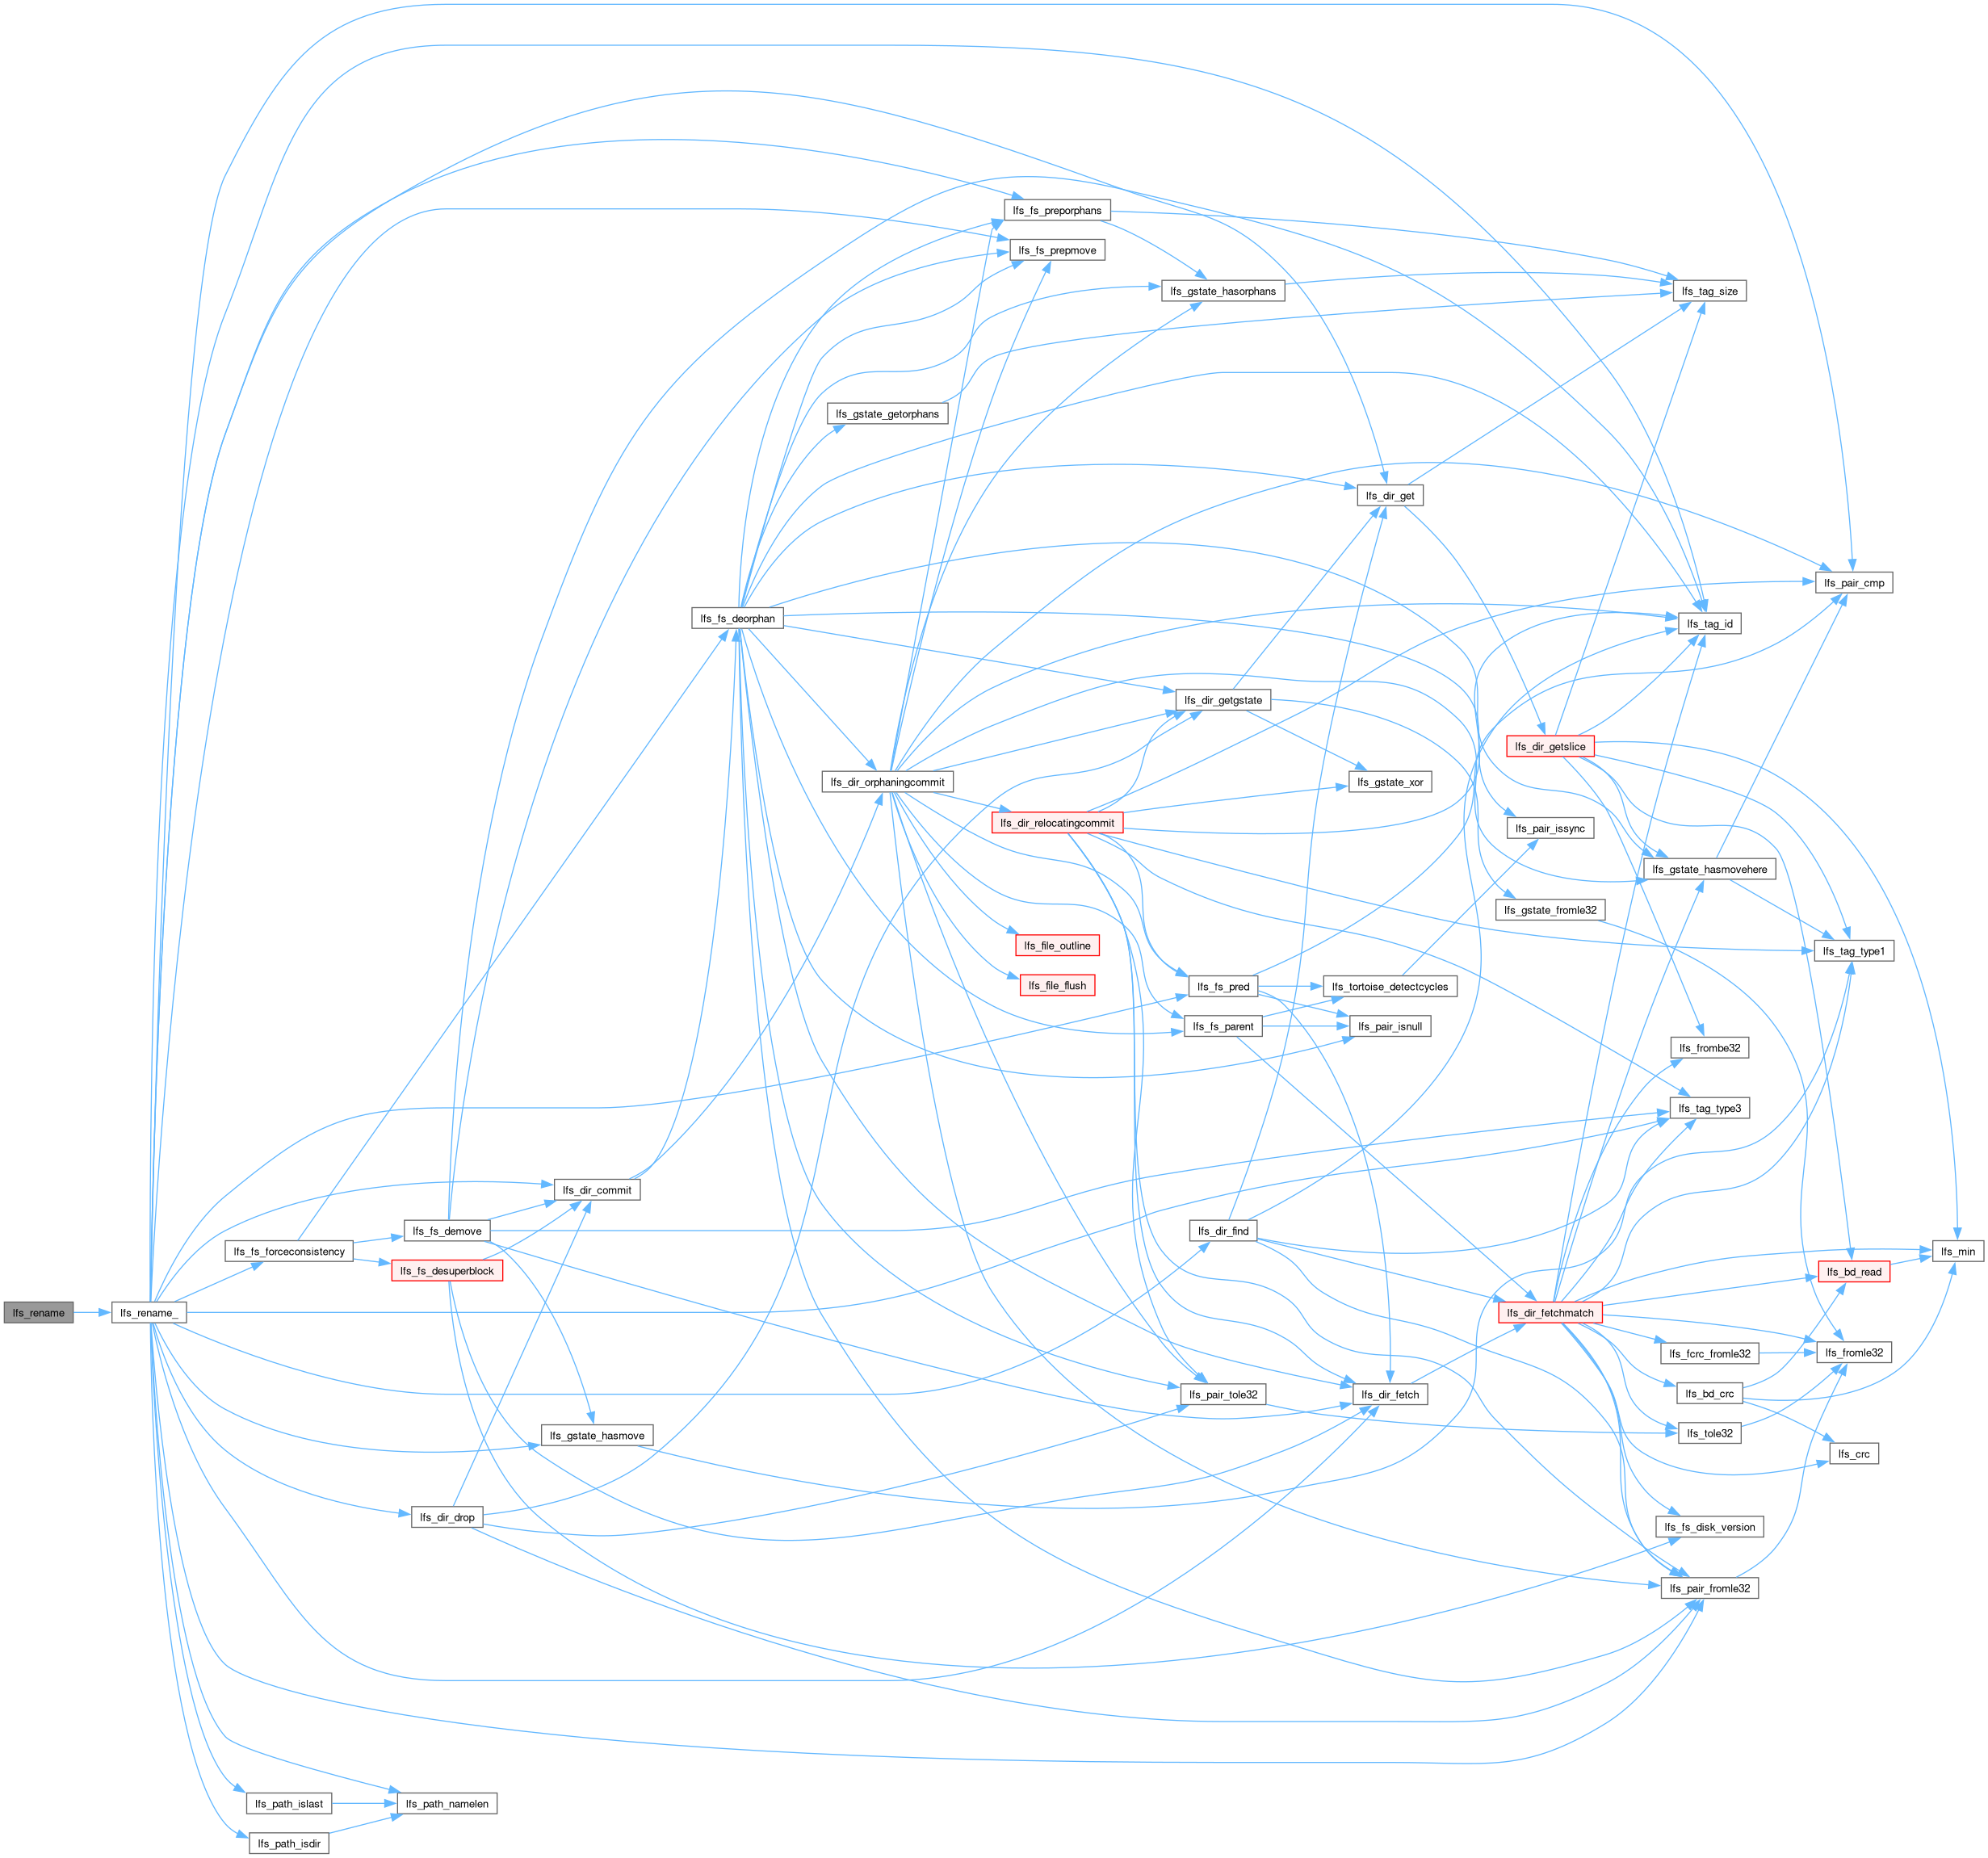 lfs_rename
lfs_rename_
lfs_fs_forceconsistency
lfs_path_islast
lfs_path_isdir
lfs_fs_demove
lfs_fs_desuperblock
lfs_dir_drop
lfs_path_namelen
lfs_dir_commit
lfs_gstate_hasmove
lfs_fs_deorphan
lfs_gstate_getorphans
lfs_dir_orphaningcommit
lfs_fs_preporphans
lfs_fs_prepmove
lfs_dir_relocatingcommit
lfs_file_outline
lfs_file_flush
lfs_gstate_hasorphans
lfs_dir_getgstate
lfs_fs_pred
lfs_fs_parent
lfs_dir_find
lfs_pair_tole32
lfs_dir_get
lfs_gstate_xor
lfs_tortoise_detectcycles
lfs_pair_isnull
lfs_dir_fetch
lfs_dir_getslice
lfs_pair_issync
lfs_gstate_fromle32
lfs_dir_fetchmatch
lfs_tag_size
lfs_tag_id
lfs_gstate_hasmovehere
lfs_frombe32
lfs_tag_type3
lfs_fcrc_fromle32
lfs_bd_crc
lfs_tole32
lfs_fs_disk_version
lfs_pair_fromle32
lfs_pair_cmp
lfs_tag_type1
lfs_bd_read
lfs_fromle32
lfs_crc
lfs_min